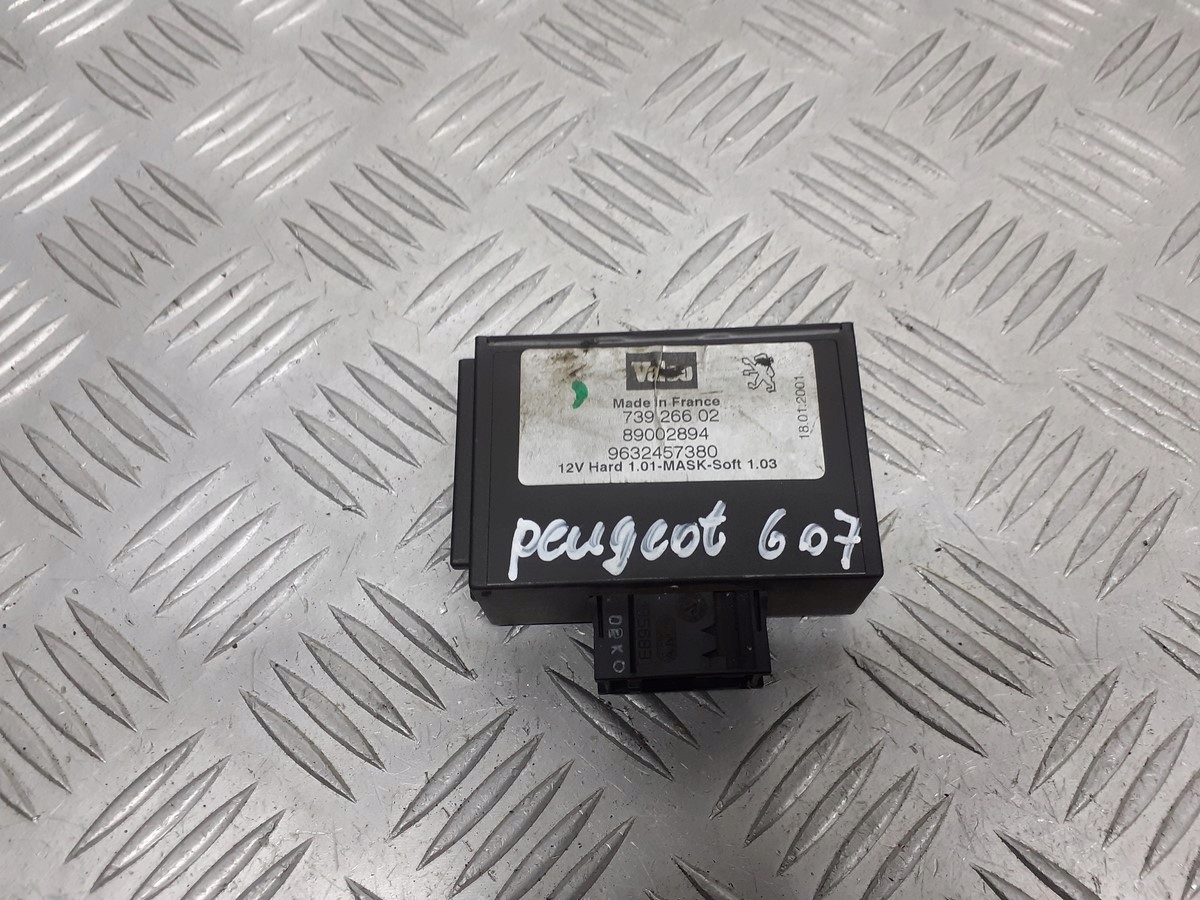 Valeo
Made in France
739 266 02
89002894
9632457380
12V Hard 1.01-MASK-Soft 1.03
18.01.2001
peugeot 607